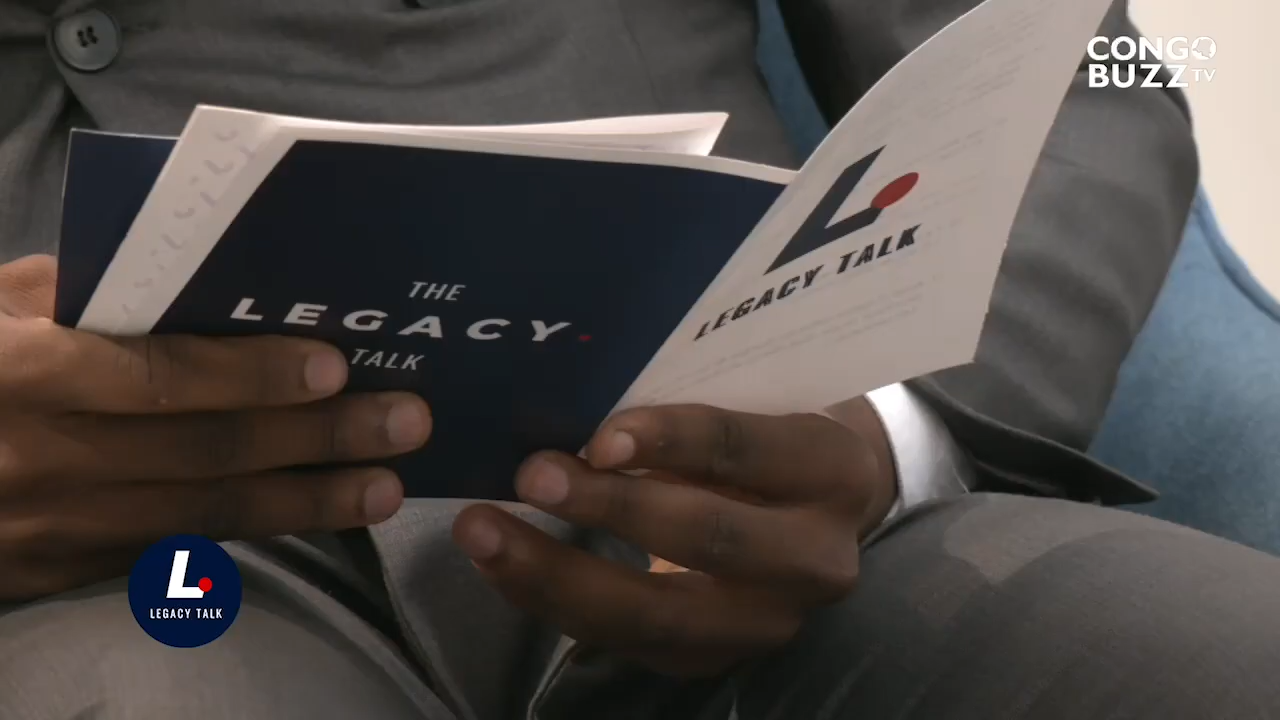 CONGO
BUZZ TV
THE
LEGACY.
TALK
L.
LEGACY TALK
L.
LEGACY TALK